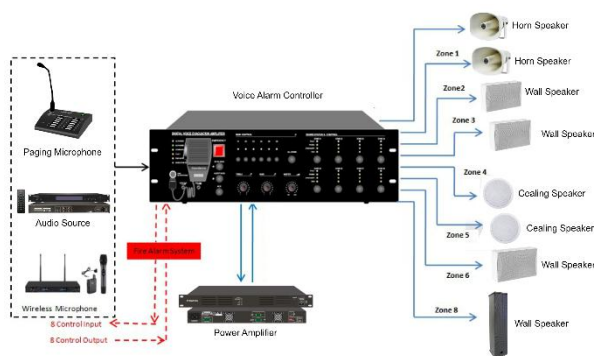 Horn Speaker
Zone 1
Horn Speaker
Voice Alarm Controller
Zone2
Wall Speaker
Zone 3
Wall Speaker
Paging Microphone
Zone 4
Cealing Speaker
Audio Source
Zone 5
Cealing Speaker
Fire Alarm System
Zone 6
Wall Speaker
Wireless Microphone
8 Control Input
8 Control Output
Power Amplifier
Zone 8
Wall Speaker